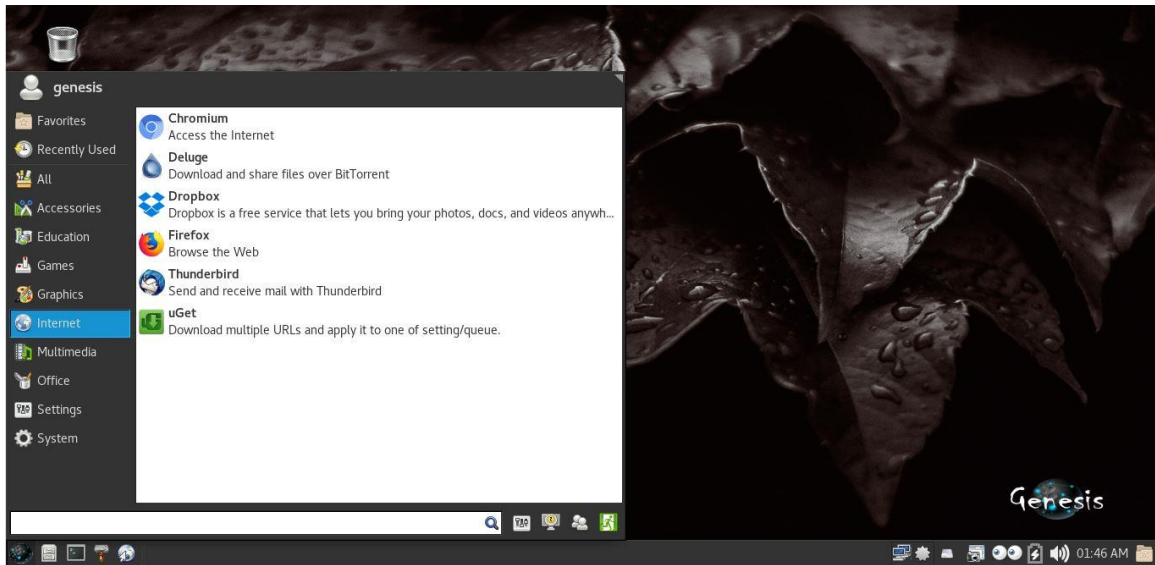 genesis
Favorites
Recently Used
All
Accessories
Education
Games
Graphics
Internet
Multimedia
Office
Settings
System
Chromium
Access the Internet
Deluge
Download and share files over BitTorrent
Dropbox
Dropbox is a free service that lets you bring your photos, docs, and videos anywh...
Firefox
Browse the Web
Thunderbird
Send and receive mail with Thunderbird
uGet
Download multiple URLs and apply it to one of setting/queue.
Genesis
01:46 AM